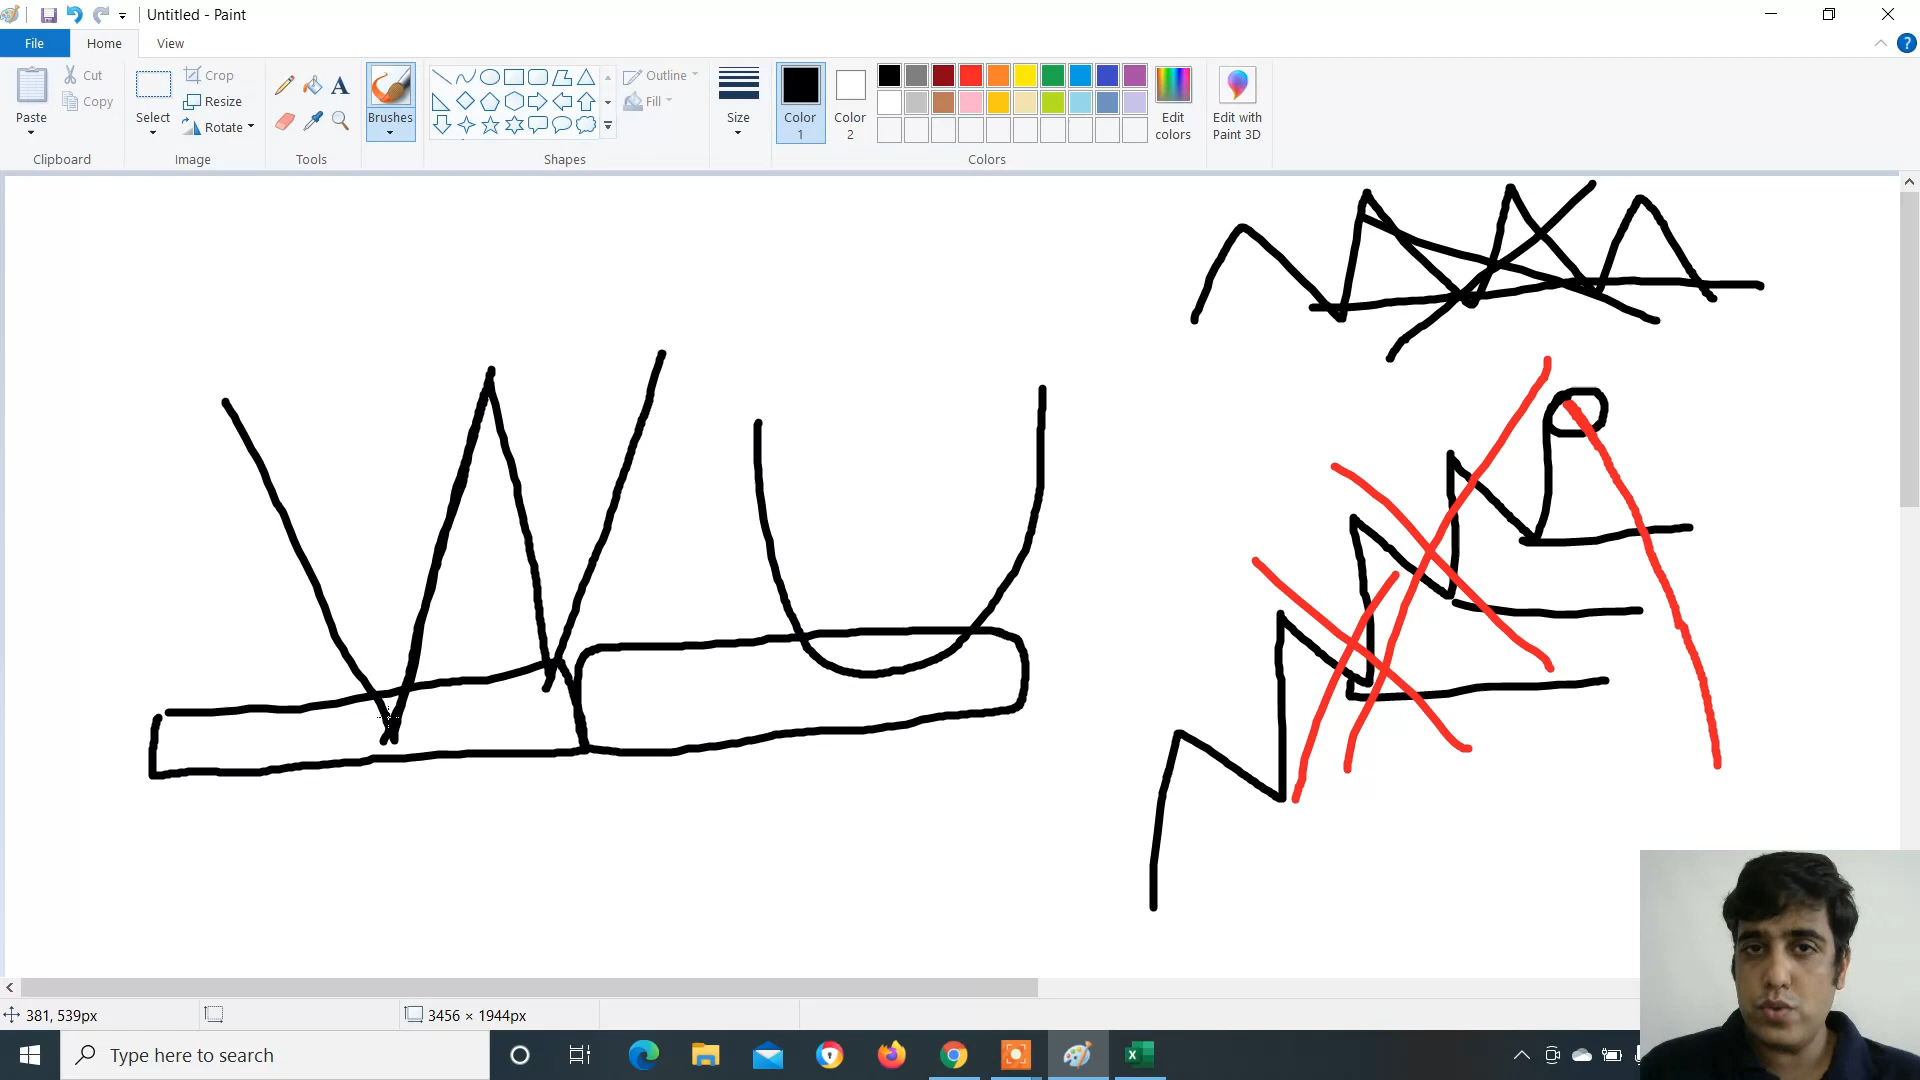 Untitled - Paint
File Home View
Paste
Cut
Copy
Clipboard
Select
Crop
Resize
Rotate
Image
A
Tools
Brushes
Outline
Fill
Shapes
Size
Color 1
Color 2
Edit colors
Colors
Edit with Paint 3D
?
381, 539px
3456 × 1944px
Type here to search
X